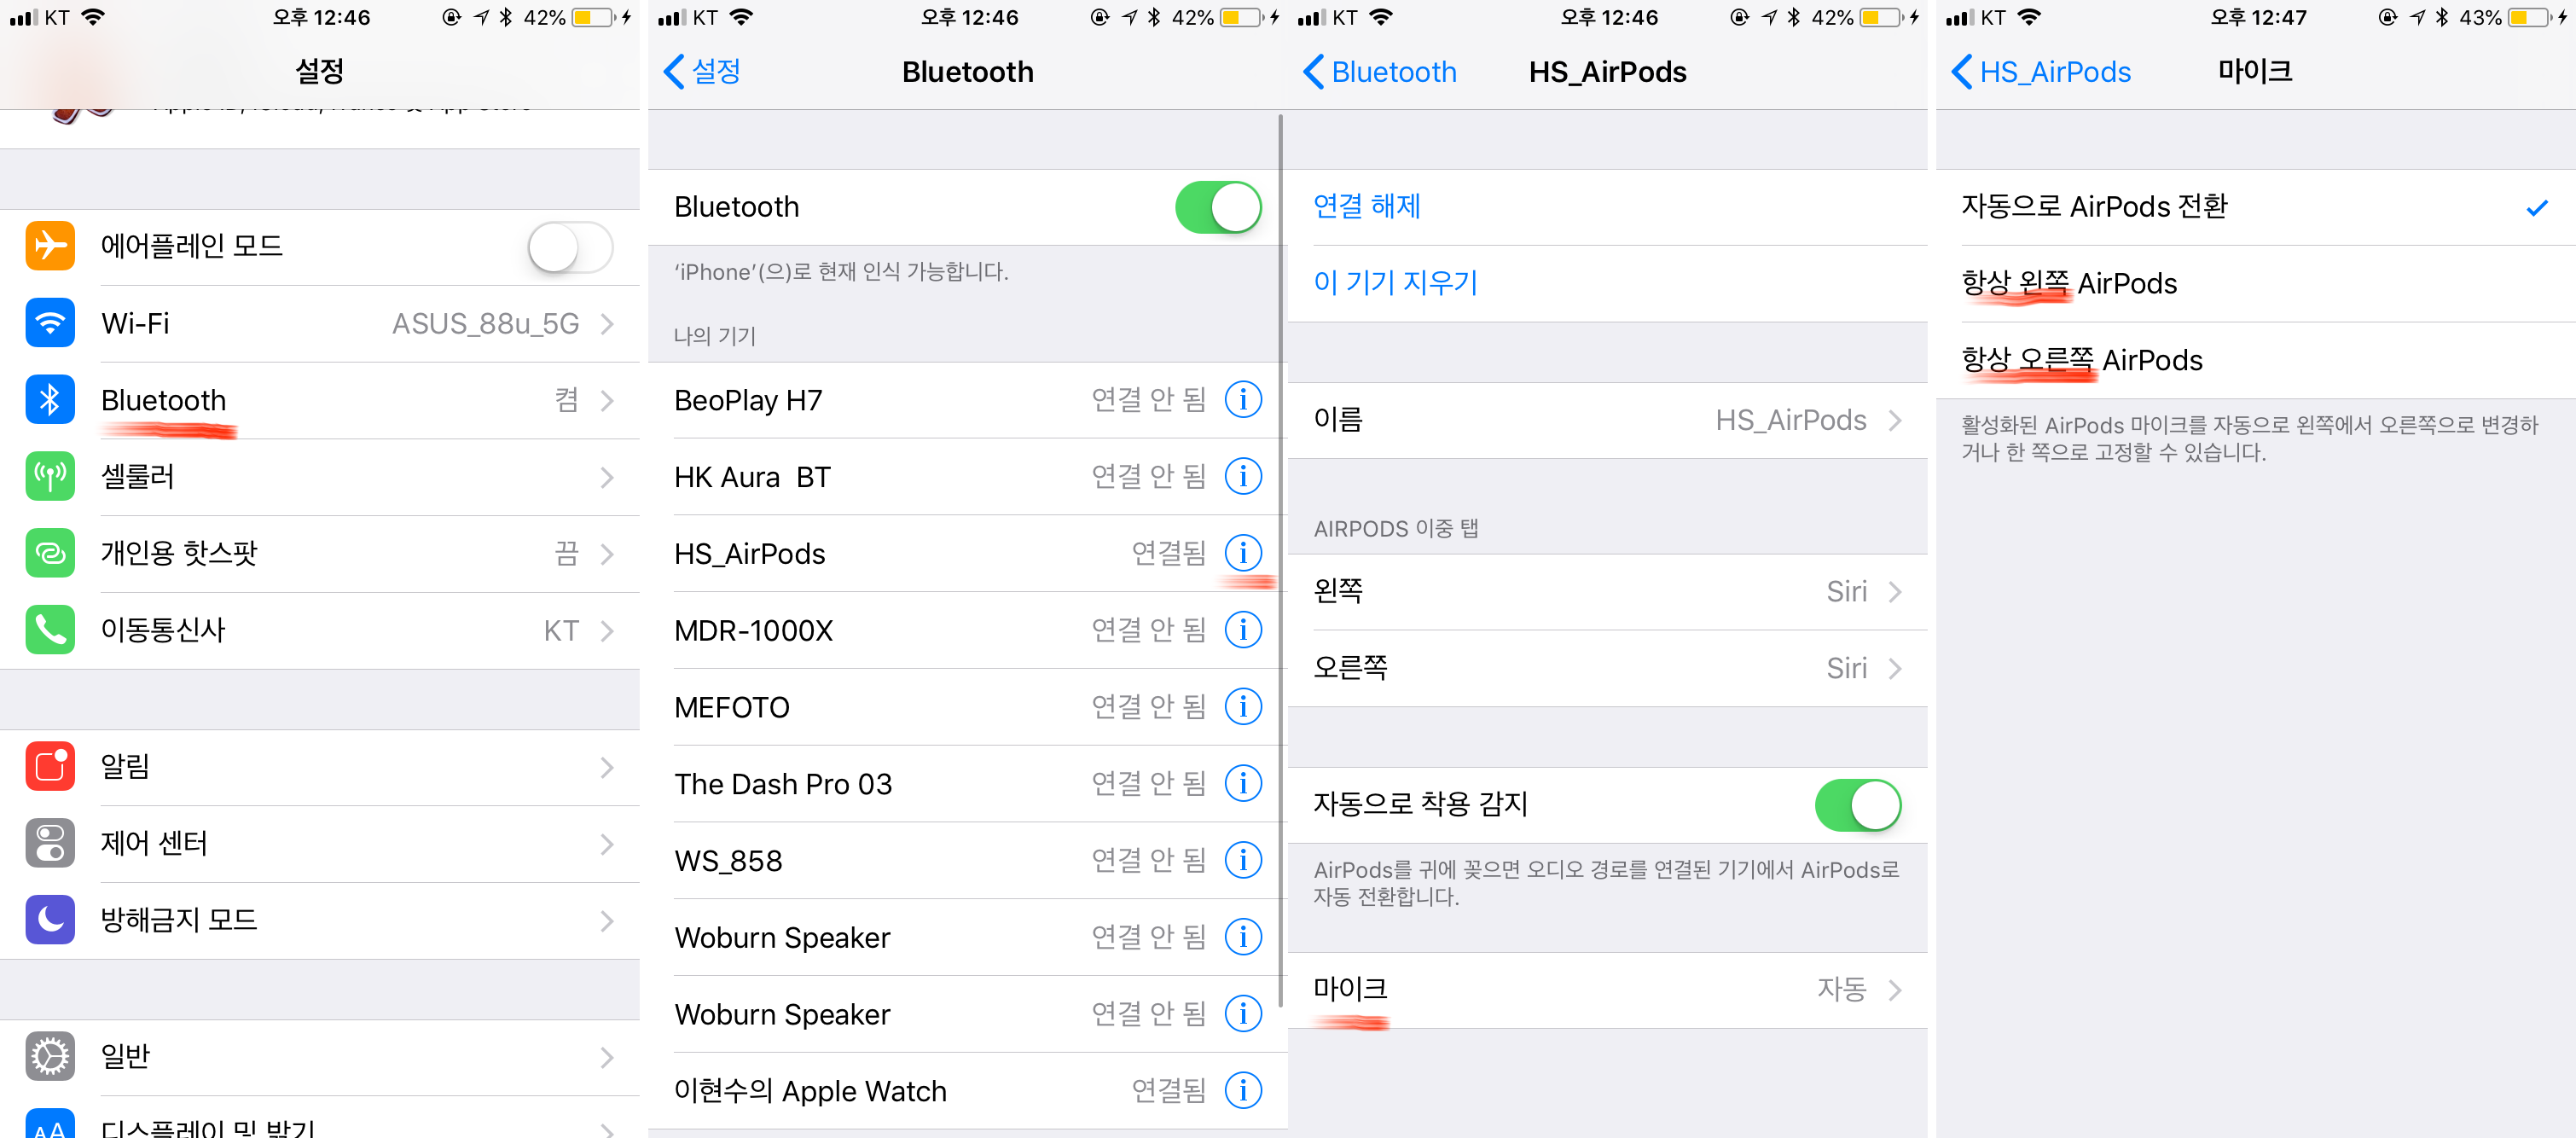 KT 오후 12:46 42%
설정
에어플레인 모드
Wi-Fi ASUS_88u_5G
Bluetooth 켬
셀룰러
개인용 핫스팟 끔
이동통신사 KT
알림
제어 센터
방해금지 모드
일반
디스플레이 및 밝기
KT 오후 12:46 42%
설정 Bluetooth
Bluetooth
‘iPhone’(으)로 현재 인식 가능합니다.
나의 기기
BeoPlay H7 연결 안 됨
HK Aura BT 연결 안 됨
HS_AirPods 연결됨
MDR-1000X 연결 안 됨
MEFOTO 연결 안 됨
The Dash Pro 03 연결 안 됨
WS_858 연결 안 됨
Woburn Speaker 연결 안 됨
Woburn Speaker 연결 안 됨
이현수의 Apple Watch 연결됨
KT 오후 12:46 42%
Bluetooth HS_AirPods
연결 해제
이 기기 지우기
이름 HS_AirPods
AIRPODS 이중 탭
왼쪽 Siri
오른쪽 Siri
자동으로 착용 감지
AirPods를 귀에 꽂으면 오디오 경로를 연결된 기기에서 AirPods로
자동 전환합니다.
마이크 자동
KT 오후 12:47 43%
HS_AirPods 마이크
자동으로 AirPods 전환
항상 왼쪽 AirPods
항상 오른쪽 AirPods
활성화된 AirPods 마이크를 자동으로 왼쪽에서 오른쪽으로 변경하
거나 한 쪽으로 고정할 수 있습니다.